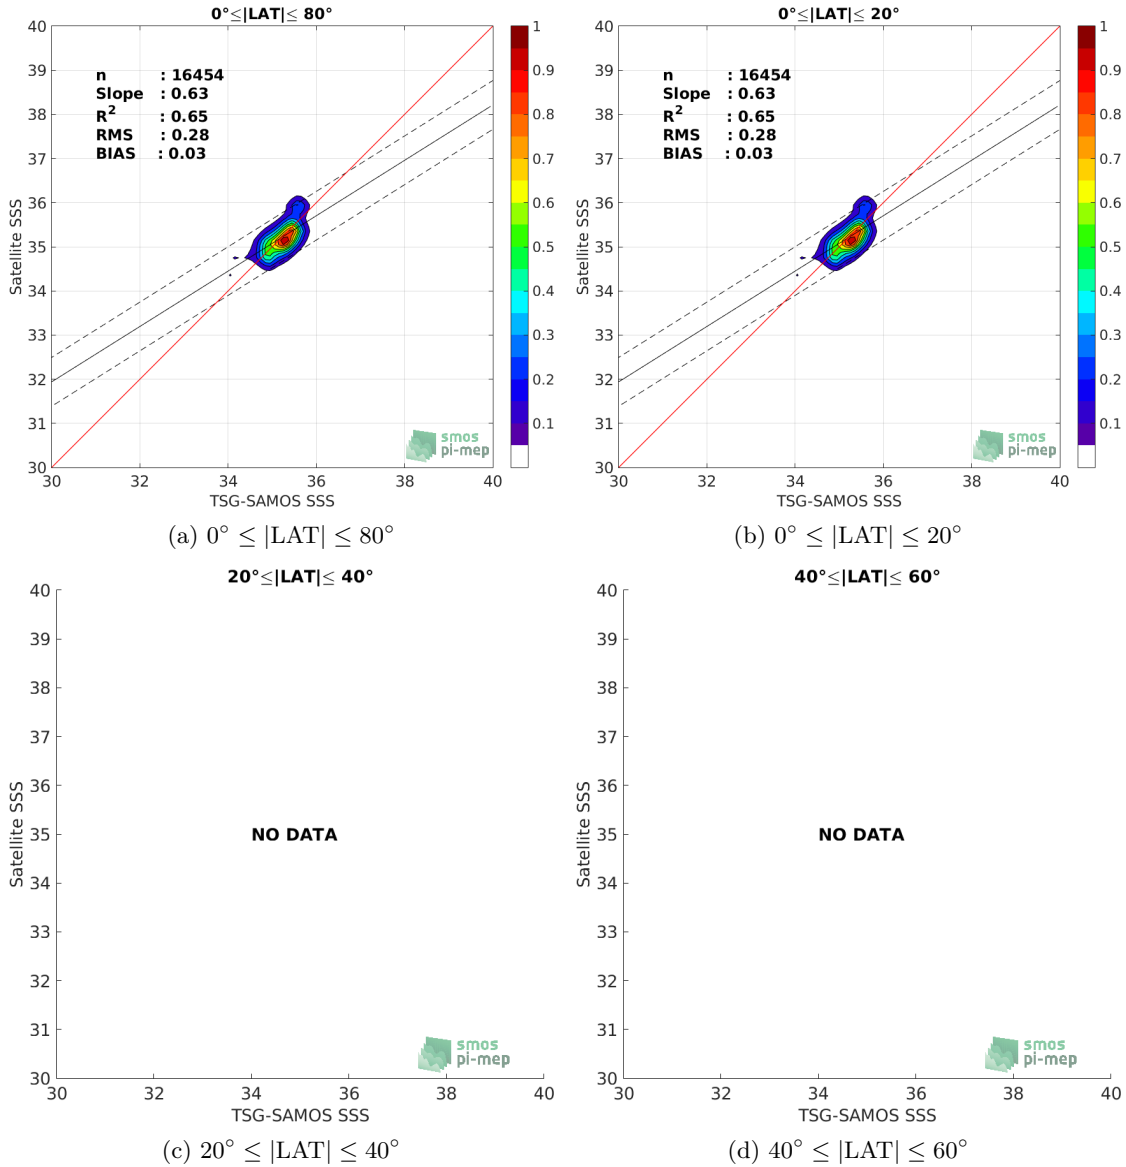 0°≤|LAT|≤ 80°
40
39
38
37
36
35
34
33
32
31
30
Satellite SSS
n : 16454
Slope : 0.63
R² : 0.65
RMS : 0.28
BIAS : 0.03
smos
pi-mep
30 32 34 36 38 40
TSG-SAMOS SSS
1
0.9
0.8
0.7
0.6
0.5
0.4
0.3
0.2
0.1
(a) 0° ≤ |LAT| ≤ 80°
0°≤|LAT|≤ 20°
40
39
38
37
36
35
34
33
32
31
30
Satellite SSS
n : 16454
Slope : 0.63
R² : 0.65
RMS : 0.28
BIAS : 0.03
smos
pi-mep
30 32 34 36 38 40
TSG-SAMOS SSS
1
0.9
0.8
0.7
0.6
0.5
0.4
0.3
0.2
0.1
(b) 0° ≤ |LAT| ≤ 20°
20°≤|LAT|≤ 40°
40
39
38
37
36
35
34
33
32
31
30
Satellite SSS
NO DATA
smos
pi-mep
30 32 34 36 38 40
TSG-SAMOS SSS
(c) 20° ≤ |LAT| ≤ 40°
40°≤|LAT|≤ 60°
40
39
38
37
36
35
34
33
32
31
30
Satellite SSS
NO DATA
smos
pi-mep
30 32 34 36 38 40
TSG-SAMOS SSS
(d) 40° ≤ |LAT| ≤ 60°